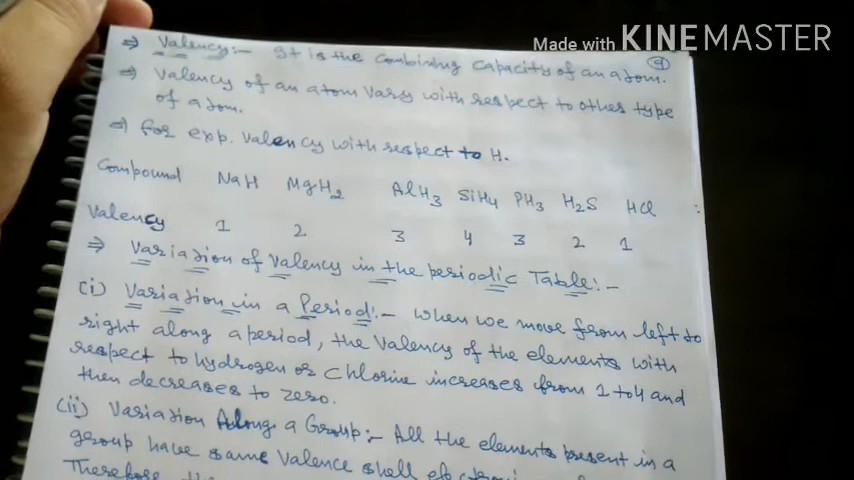 Made with KINEMASTER
9
⇒ Valency:- It is the combining capacity of an atom.
⇒ Valency of an atom vary with respect to other type
of atom.
⇒ for exp. valency with respect to H.
Compound NaH MgH2 AlH3 SiH4 PH3 H2S HCl
Valency 1 2 3 4 3 2 1
⇒ Variation of Valency in the periodic Table:-
(i) Variation in a Period:- When we move from left to
right along a period, the Valency of the elements with
respect to hydrogen or Chlorine increases from 1 to 4 and
then decreases to zero.
(ii) Variation Along a Group:- All the elements present in a
group have same Valence shell
Therefore